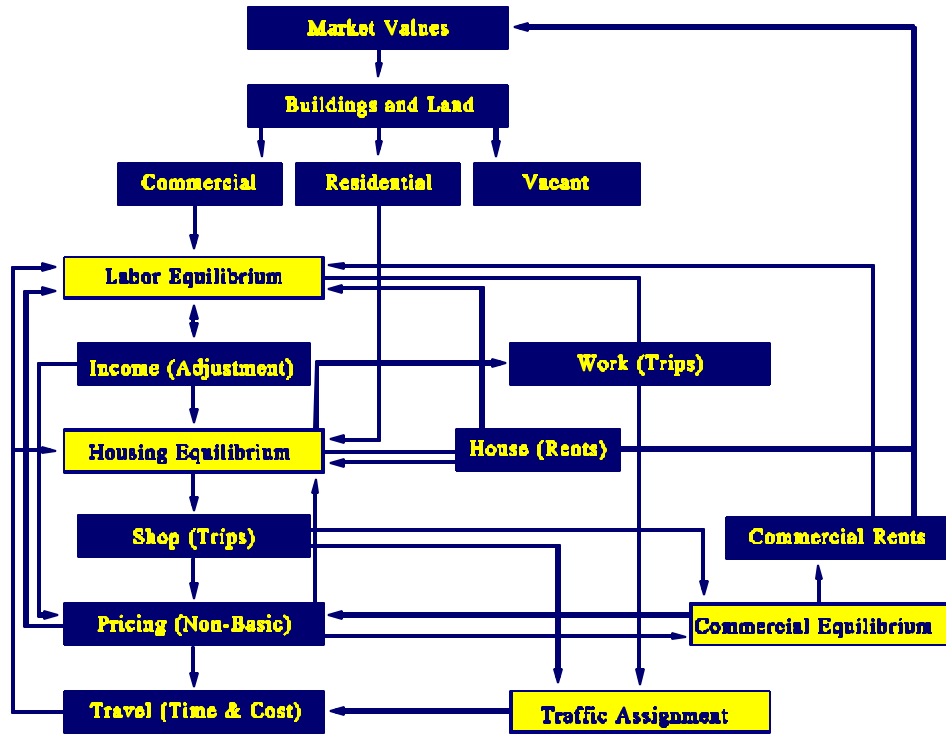 Market Values
Buildings and Land
Commercial
Residential
Vacant
Labor Equilibrium
Income (Adjustment)
Work (Trips)
Housing Equilibrium
House (Rents)
Shop (Trips)
Commercial Rents
Pricing (Non-Basic)
Commercial Equilibrium
Travel (Time & Cost)
Traffic Assignment